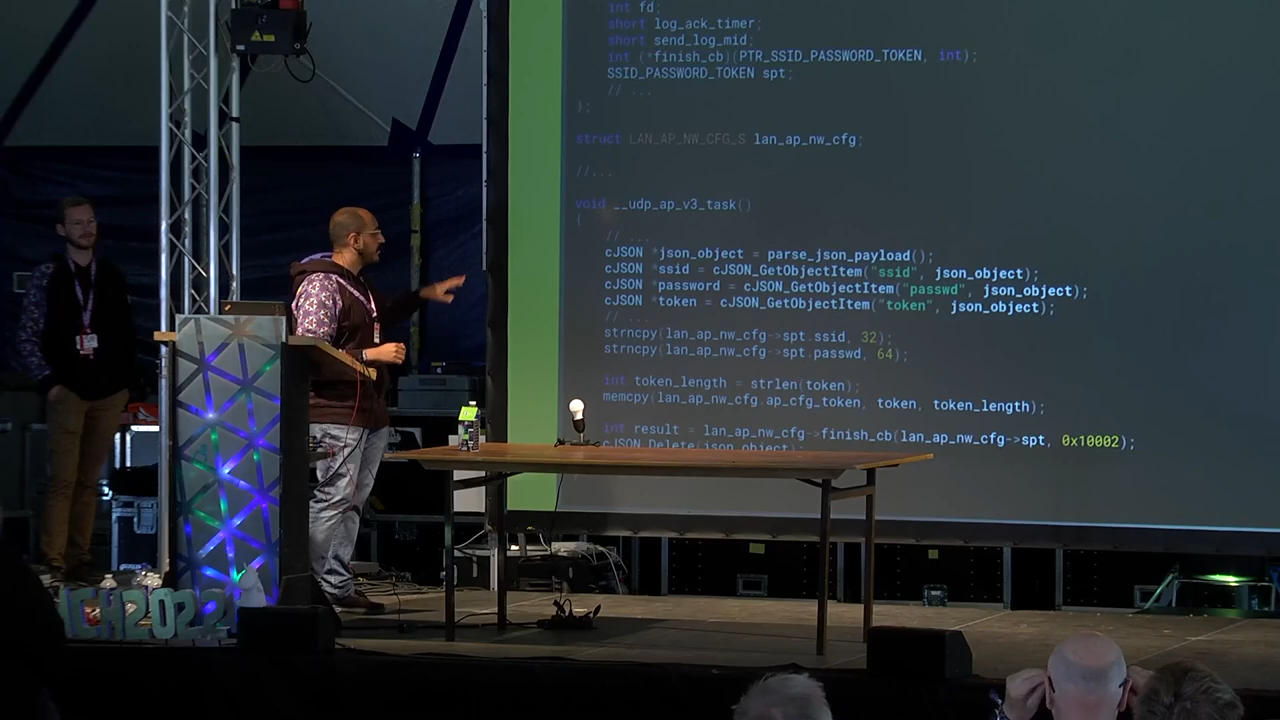 int fd;
short log_ack_timer;
short send_log_mid;
int (*finish_cb)(PTR_SSID_PASSWORD_TOKEN, int);
SSID_PASSWORD_TOKEN spt;
// ...
};
struct LAN_AP_NW_CFG_S lan_ap_nw_cfg;
//...
void __udp_ap_v3_task()
{
// ...
cJSON *json_object = parse_json_payload();
cJSON *ssid = cJSON_GetObjectItem("ssid", json_object);
cJSON *password = cJSON_GetObjectItem("passwd", json_object);
cJSON *token = cJSON_GetObjectItem("token", json_object);
// ...
strncpy(lan_ap_nw_cfg->spt.ssid, 32);
strncpy(lan_ap_nw_cfg->spt.passwd, 64);
int token_length = strlen(token);
memcpy(lan_ap_nw_cfg.ap_cfg_token, token, token_length);
int result = lan_ap_nw_cfg->finish_cb(lan_ap_nw_cfg->spt, 0x10002);
cJSON_Delete(json_object);
MCH2022